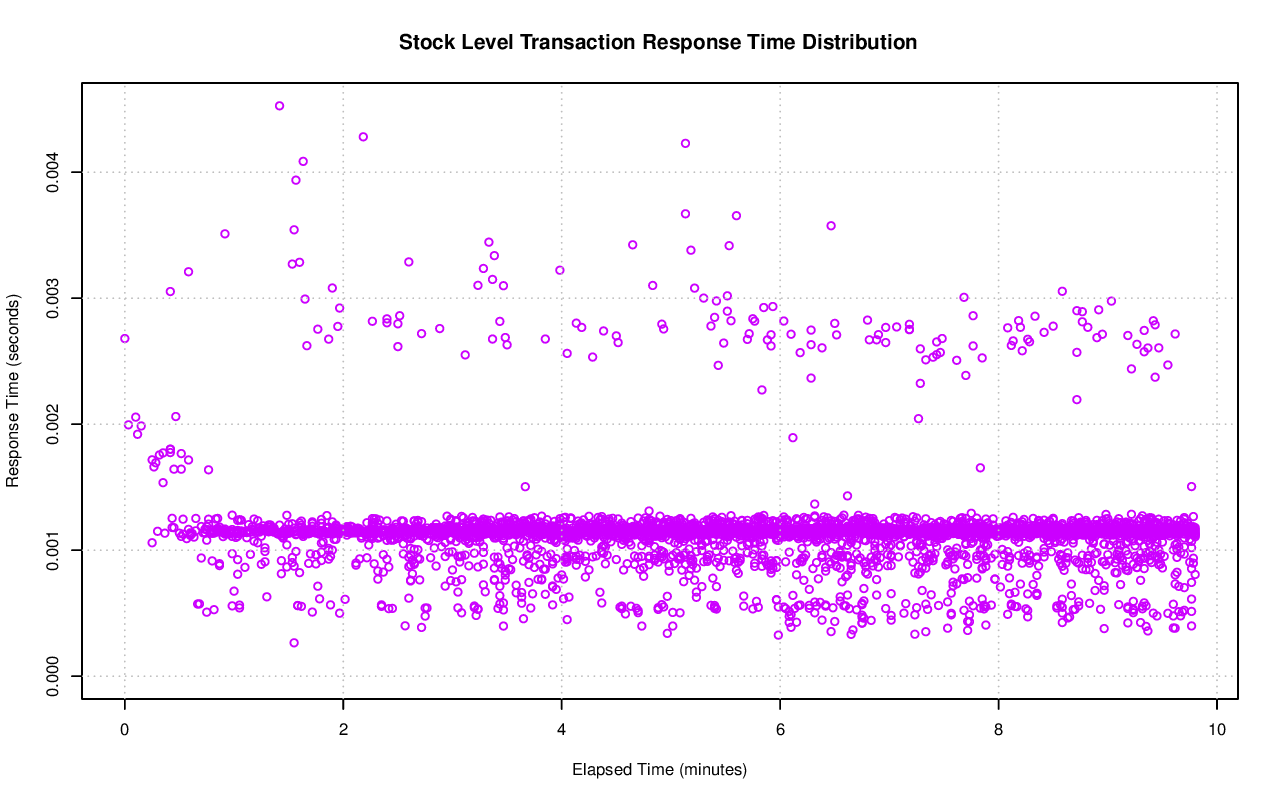 Stock Level Transaction Response Time Distribution
Response Time (seconds)
0.004
0.003
0.002
0.001
0.000
0 2 4 6 8 10
Elapsed Time (minutes)